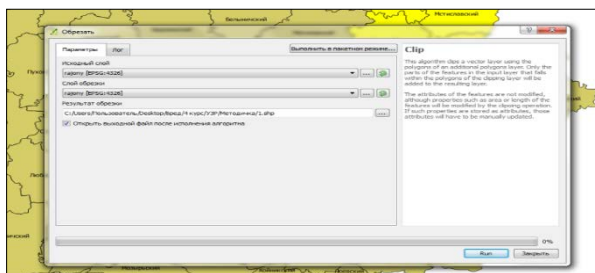 Белыничский
Мстиславский
Обрезать
Параметры
Лог
Выполнить в пакетном режиме...
Исходный слой
rajony [EPSG:4326]
Слой обрезки
rajony [EPSG:4326]
Результат обрезки
C:/Users/Пользователь/Desktop/Вред/4 курс/УЗР/Методичка/1.shp
Открыть выходной файл после исполнения алгоритма
Clip
This algorithm clips a vector layer using the
polygons of an additional polygons layer. Only the
parts of the features in the input layer that falls
within the polygons of the clipping layer will be
added to the resulting layer.
The attributes of the features are not modified,
although properties such as area or length of the
features will be modified by the clipping operation.
If such properties are stored as attributes, those
attributes will have to be manually updated.
0%
Run
Закрыть